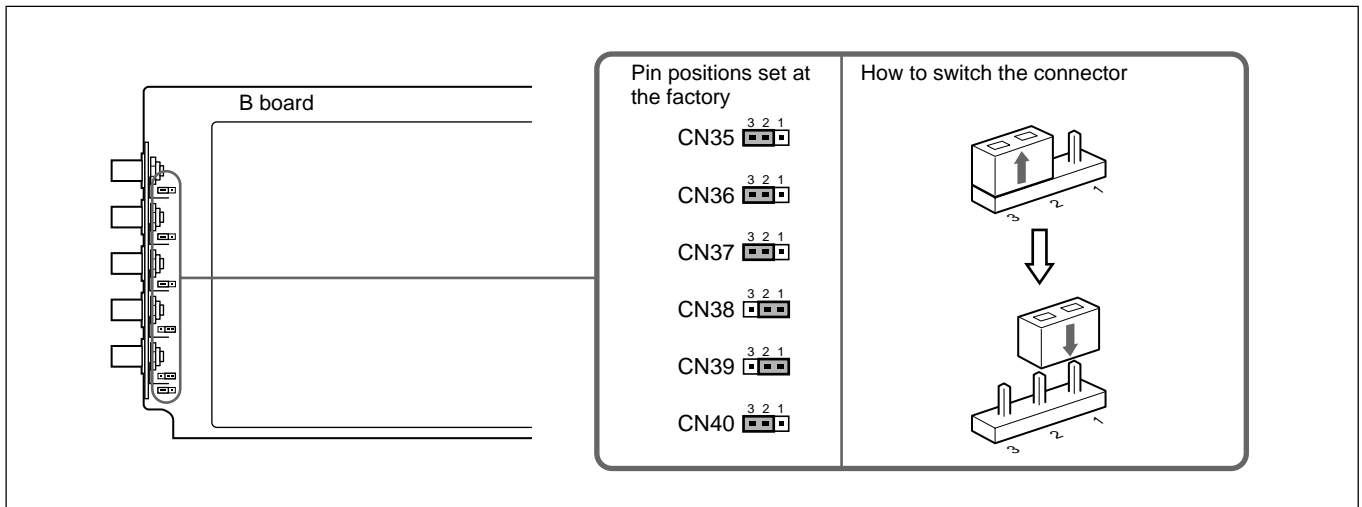 B board
Pin positions set at
the factory
3 2 1
CN35
3 2 1
CN36
3 2 1
CN37
3 2 1
CN38
3 2 1
CN39
3 2 1
CN40
How to switch the connector
3 2 1
3 2 1